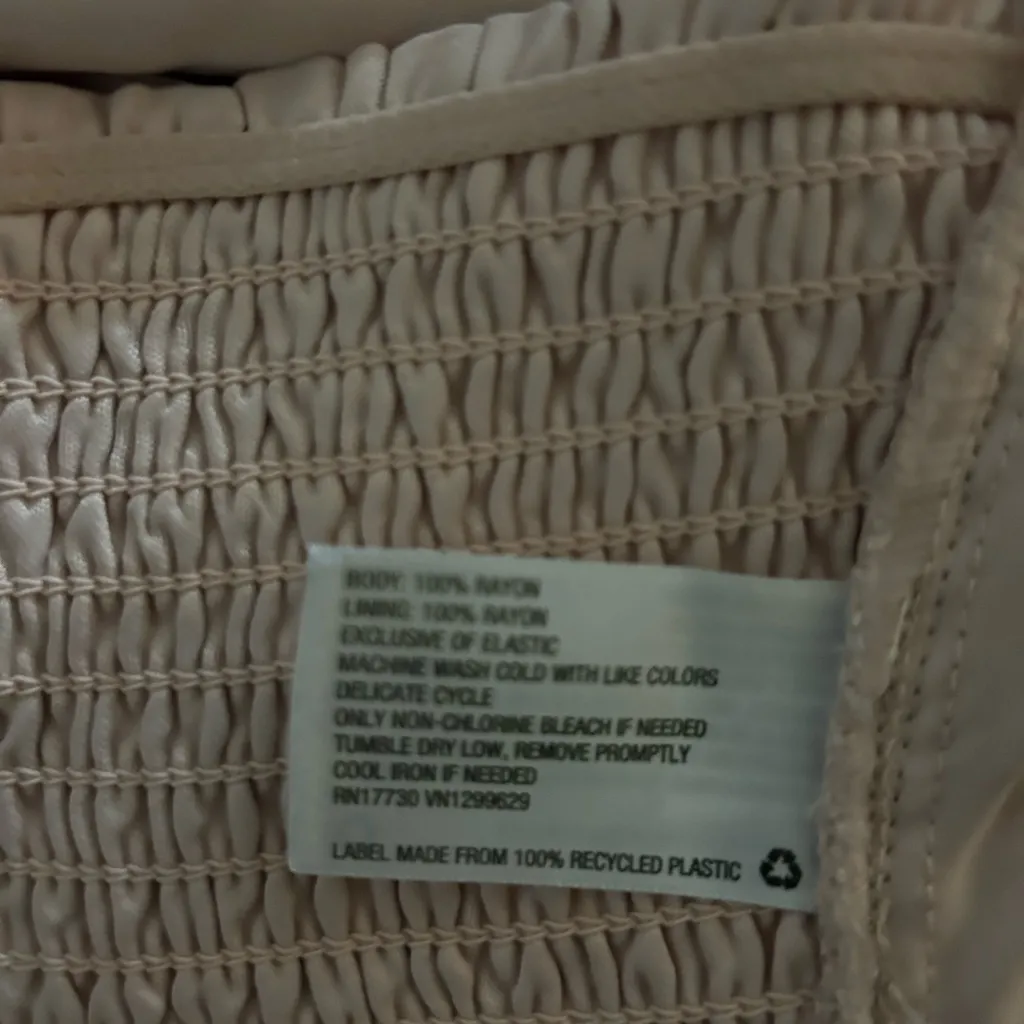 BODY: 100% RAYON
LINING: 100% RAYON
EXCLUSIVE OF ELASTIC
MACHINE WASH COLD WITH LIKE COLORS
DELICATE CYCLE
ONLY NON-CHLORINE BLEACH IF NEEDED
TUMBLE DRY LOW, REMOVE PROMPTLY
COOL IRON IF NEEDED
RN17730 VN1299629
LABEL MADE FROM 100% RECYCLED PLASTIC